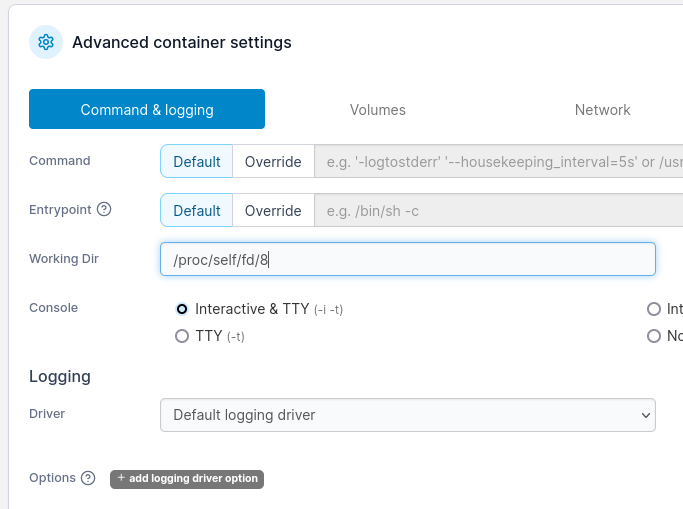 Advanced container settings
Command & logging Volumes Network
Command Default Override e.g. '-logtostderr' '--housekeeping_interval=5s' or /usr
Entrypoint ? Default Override e.g. /bin/sh -c
Working Dir /proc/self/fd/8
Console Interactive & TTY (-i -t) Int
TTY (-t) No
Logging
Driver Default logging driver
Options ? + add logging driver option